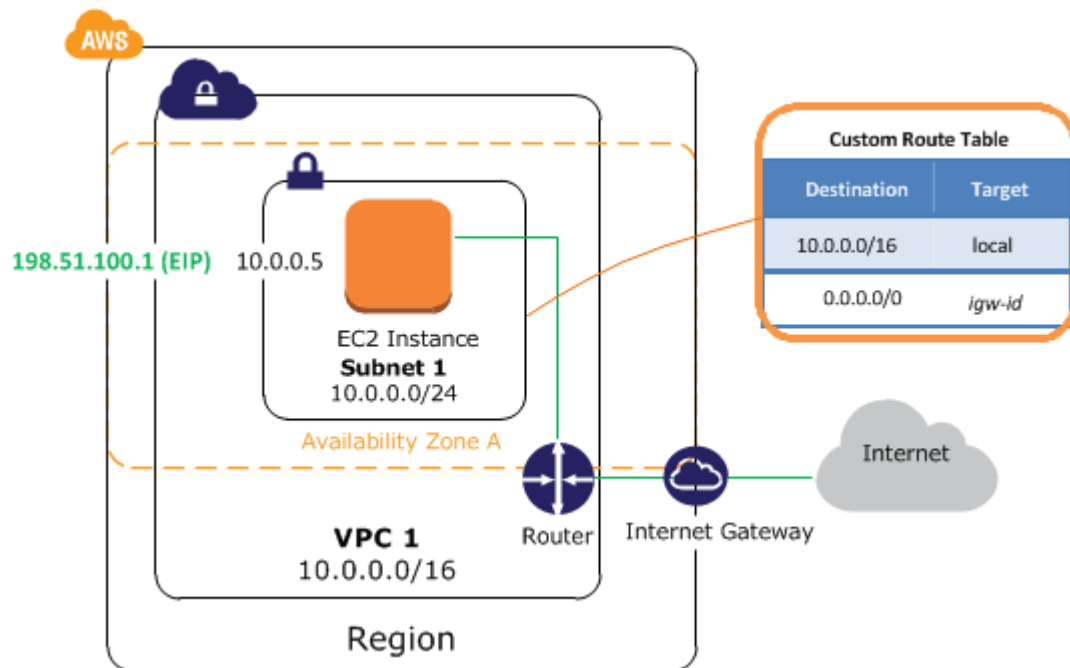 AWS
Custom Route Table
Destination Target
10.0.0.0/16 local
0.0.0.0/0 igw-id
198.51.100.1 (EIP) 10.0.0.5
EC2 Instance
Subnet 1
10.0.0.0/24
Availability Zone A
Internet
Router
Internet Gateway
VPC 1
10.0.0.0/16
Region